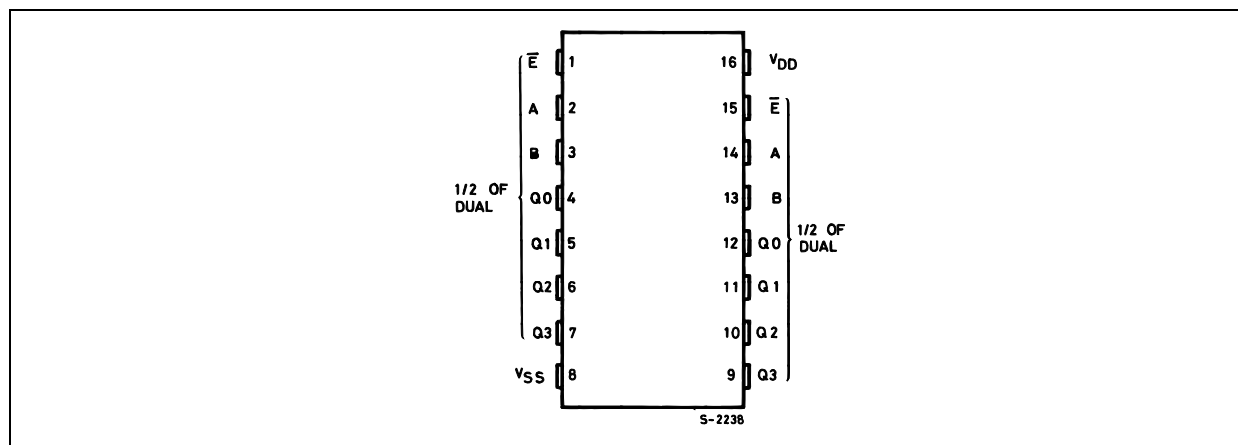 E̅ 1 16 VDD
A 2 15 E̅
B 3 14 A
1/2 OF
DUAL
Q0 4 13 B
Q1 5 12 Q0
1/2 OF
DUAL
Q2 6 11 Q1
Q3 7 10 Q2
VSS 8 9 Q3
S-2238